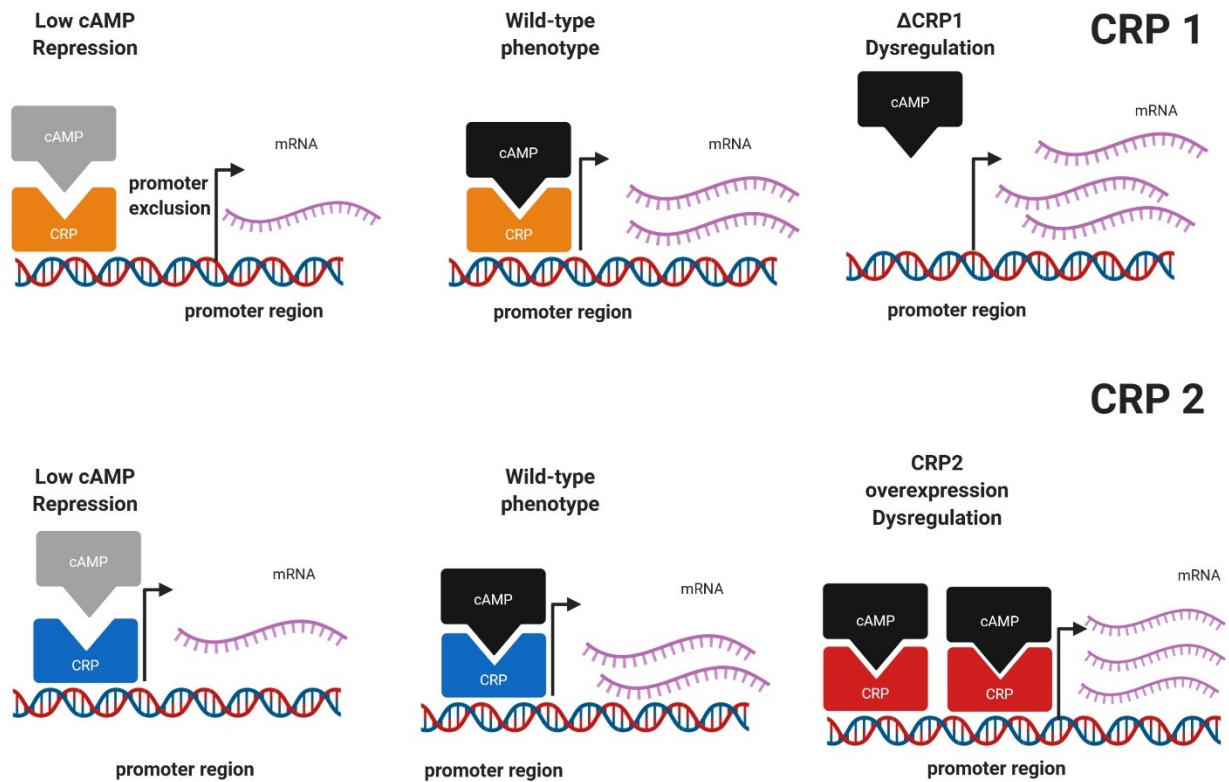 Low cAMP
Repression
Wild-type
phenotype
ΔCRP1
Dysregulation
CRP 1
cAMP
CRP
promoter
exclusion
mRNA
promoter region
cAMP
CRP
mRNA
promoter region
cAMP
mRNA
promoter region
CRP 2
Low cAMP
Repression
Wild-type
phenotype
CRP2
overexpression
Dysregulation
cAMP
CRP
mRNA
promoter region
cAMP
CRP
mRNA
promoter region
cAMP
cAMP
CRP
CRP
mRNA
promoter region